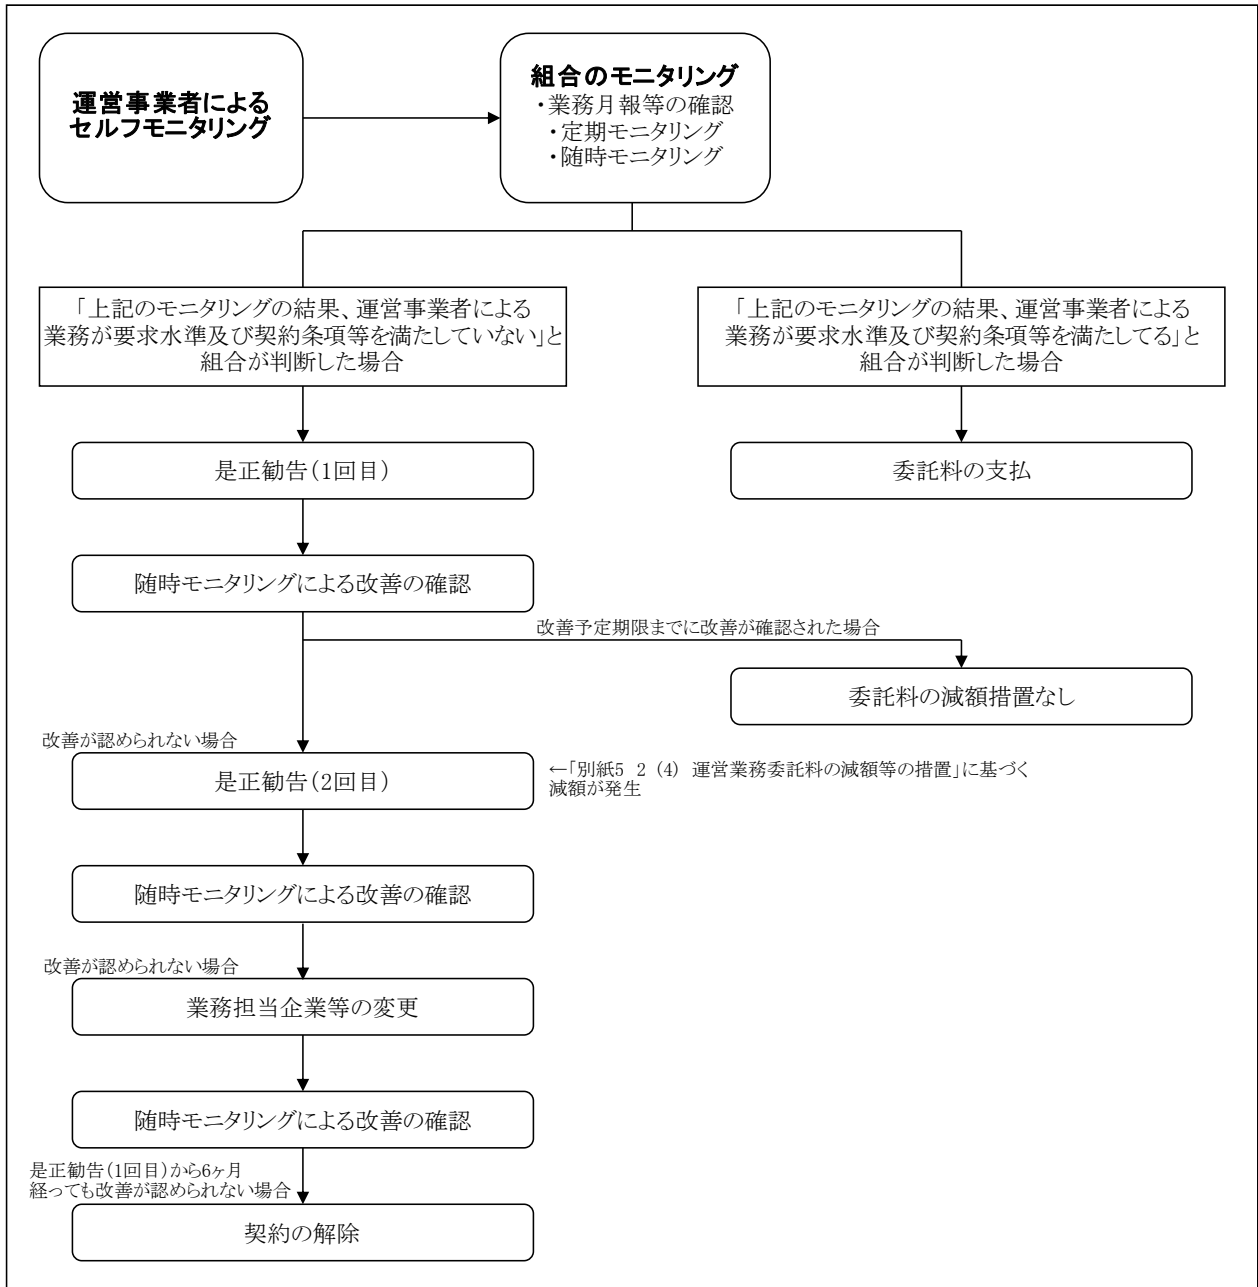 運営事業者による
セルフモニタリング
組合のモニタリング
・業務月報等の確認
・定期モニタリング
・随時モニタリング
「上記のモニタリングの結果、運営事業者による
業務が要求水準及び契約条項等を満たしていない」と
組合が判断した場合
「上記のモニタリングの結果、運営事業者による
業務が要求水準及び契約条項等を満たしてる」と
組合が判断した場合
是正勧告(1回目)
委託料の支払
随時モニタリングによる改善の確認
改善予定期限までに改善が確認された場合
委託料の減額措置なし
改善が認められない場合
是正勧告(2回目)
←「別紙5 2 (4) 運営業務委託料の減額等の措置」に基づく
減額が発生
随時モニタリングによる改善の確認
改善が認められない場合
業務担当企業等の変更
随時モニタリングによる改善の確認
是正勧告(1回目)から6ヶ月
経っても改善が認められない場合
契約の解除